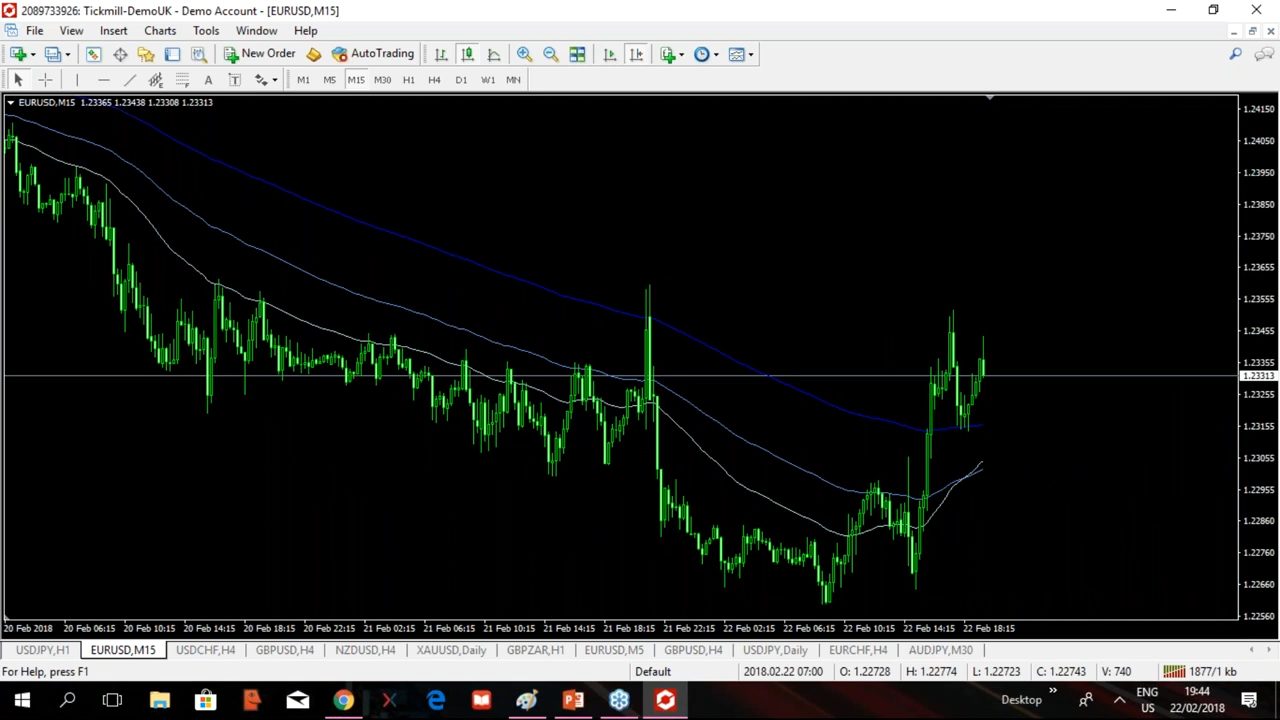 2089733926: Tickmill-DemoUK - Demo Account - [EURUSD,M15]
File View Insert Charts Tools Window Help
New Order AutoTrading
A T M1 M5 M15 M30 H1 H4 D1 W1 MN
EURUSD,M15 1.23365 1.23438 1.23308 1.23313
1.24150
1.24050
1.23950
1.23850
1.23750
1.23655
1.23555
1.23455
1.23355
1.23313
1.23255
1.23155
1.23055
1.22955
1.22860
1.22760
1.22660
1.22560
20 Feb 2018 20 Feb 06:15 20 Feb 10:15 20 Feb 14:15 20 Feb 18:15 20 Feb 22:15 21 Feb 02:15 21 Feb 06:15 21 Feb 10:15 21 Feb 14:15 21 Feb 18:15 21 Feb 22:15 22 Feb 02:15 22 Feb 06:15 22 Feb 10:15 22 Feb 14:15 22 Feb 18:15
USDJPY,H1 EURUSD,M15 USDCHF,H4 GBPUSD,H4 NZDUSD,H4 XAUUSD,Daily GBPZAR,H1 EURUSD,M5 GBPUSD,H4 USDJPY,Daily EURCHF,H4 AUDJPY,M30
For Help, press F1 Default 2018.02.22 07:00 O: 1.22728 H: 1.22774 L: 1.22723 C: 1.22743 V: 740 1877/1 kb
Desktop ENG 19:44
US 22/02/2018